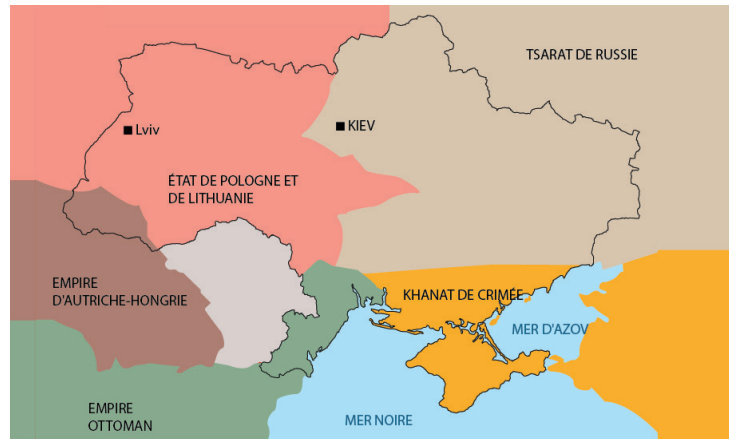 TSARAT DE RUSSIE
Lviv
KIEV
ÉTAT DE POLOGNE ET
DE LITHUANIE
EMPIRE
D'AUTRICHE-HONGRIE
KHANAT DE CRIMÉE
MER D'AZOV
EMPIRE
OTTOMAN
MER NOIRE